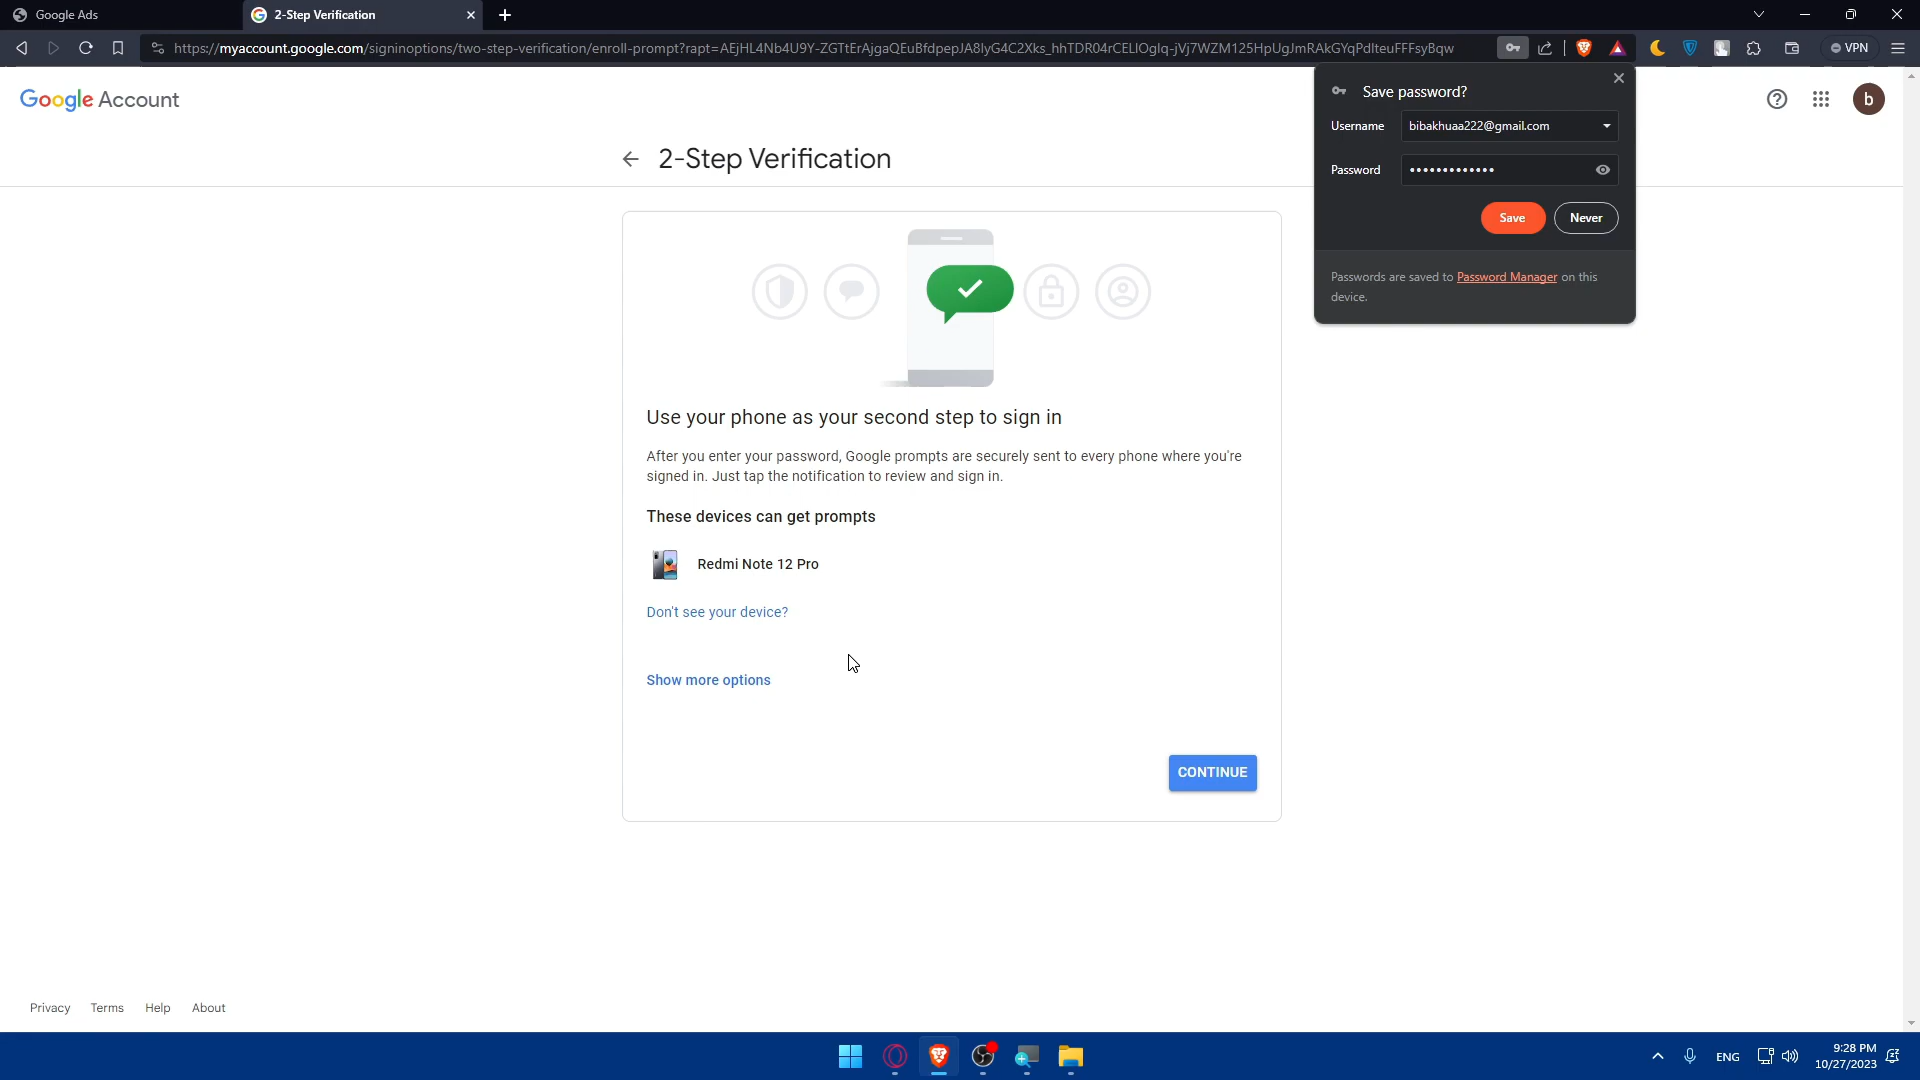 Google Ads
2-Step Verification
https://myaccount.google.com/signinoptions/two-step-verification/enroll-prompt?rapt=AEjHL4Nb4U9Y-ZGTtErAjgaQEuBfdpepJA8lyG4C2Xks_hhTDR04rCELlOglq-jVj7WZM125HpUgJmRAkGYqPdlteuFFFsyBqw
VPN
Google Account
b
Save password?
Username
bibakhuaa222@gmail.com
Password
•••••••••••••
Save
Never
Passwords are saved to Password Manager on this
device.
2-Step Verification
Use your phone as your second step to sign in
After you enter your password, Google prompts are securely sent to every phone where you're
signed in. Just tap the notification to review and sign in.
These devices can get prompts
Redmi Note 12 Pro
Don't see your device?
Show more options
CONTINUE
Privacy
Terms
Help
About
ENG
9:28 PM
10/27/2023